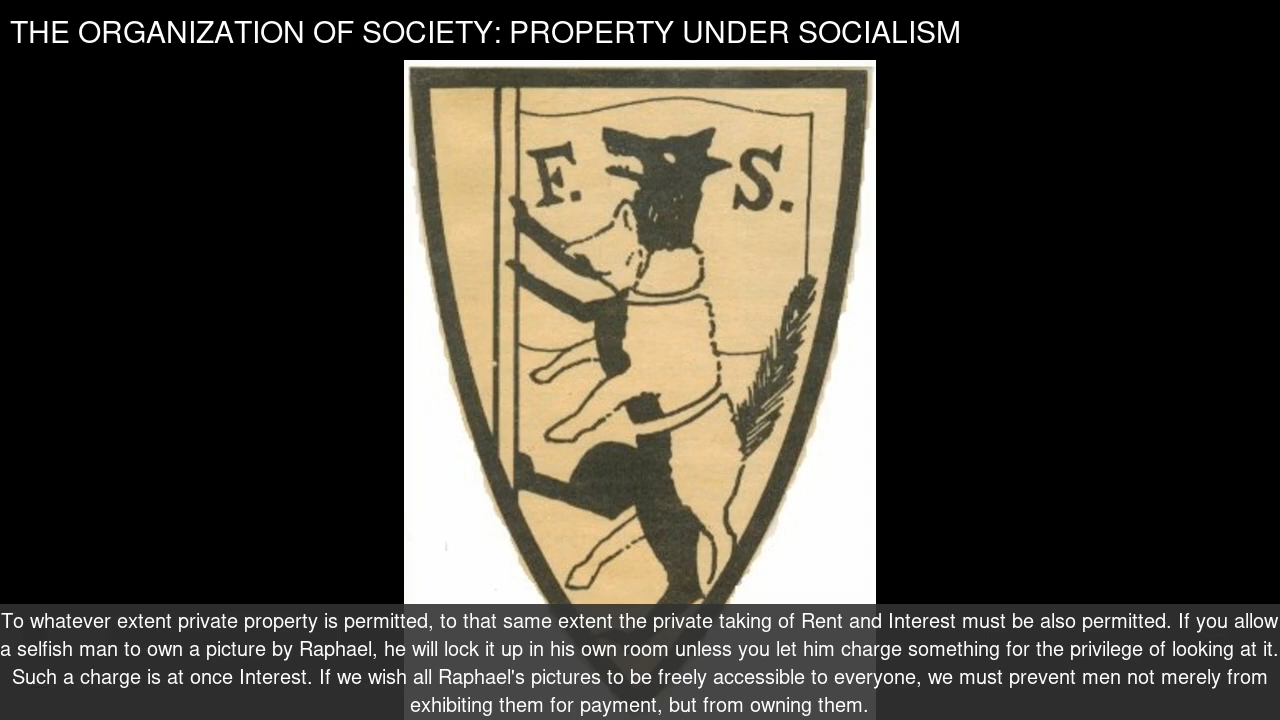 THE ORGANIZATION OF SOCIETY: PROPERTY UNDER SOCIALISM
F. S.
To whatever extent private property is permitted, to that same extent the private taking of Rent and Interest must be also permitted. If you allow
a selfish man to own a picture by Raphael, he will lock it up in his own room unless you let him charge something for the privilege of looking at it.
Such a charge is at once Interest. If we wish all Raphael's pictures to be freely accessible to everyone, we must prevent men not merely from
exhibiting them for payment, but from owning them.